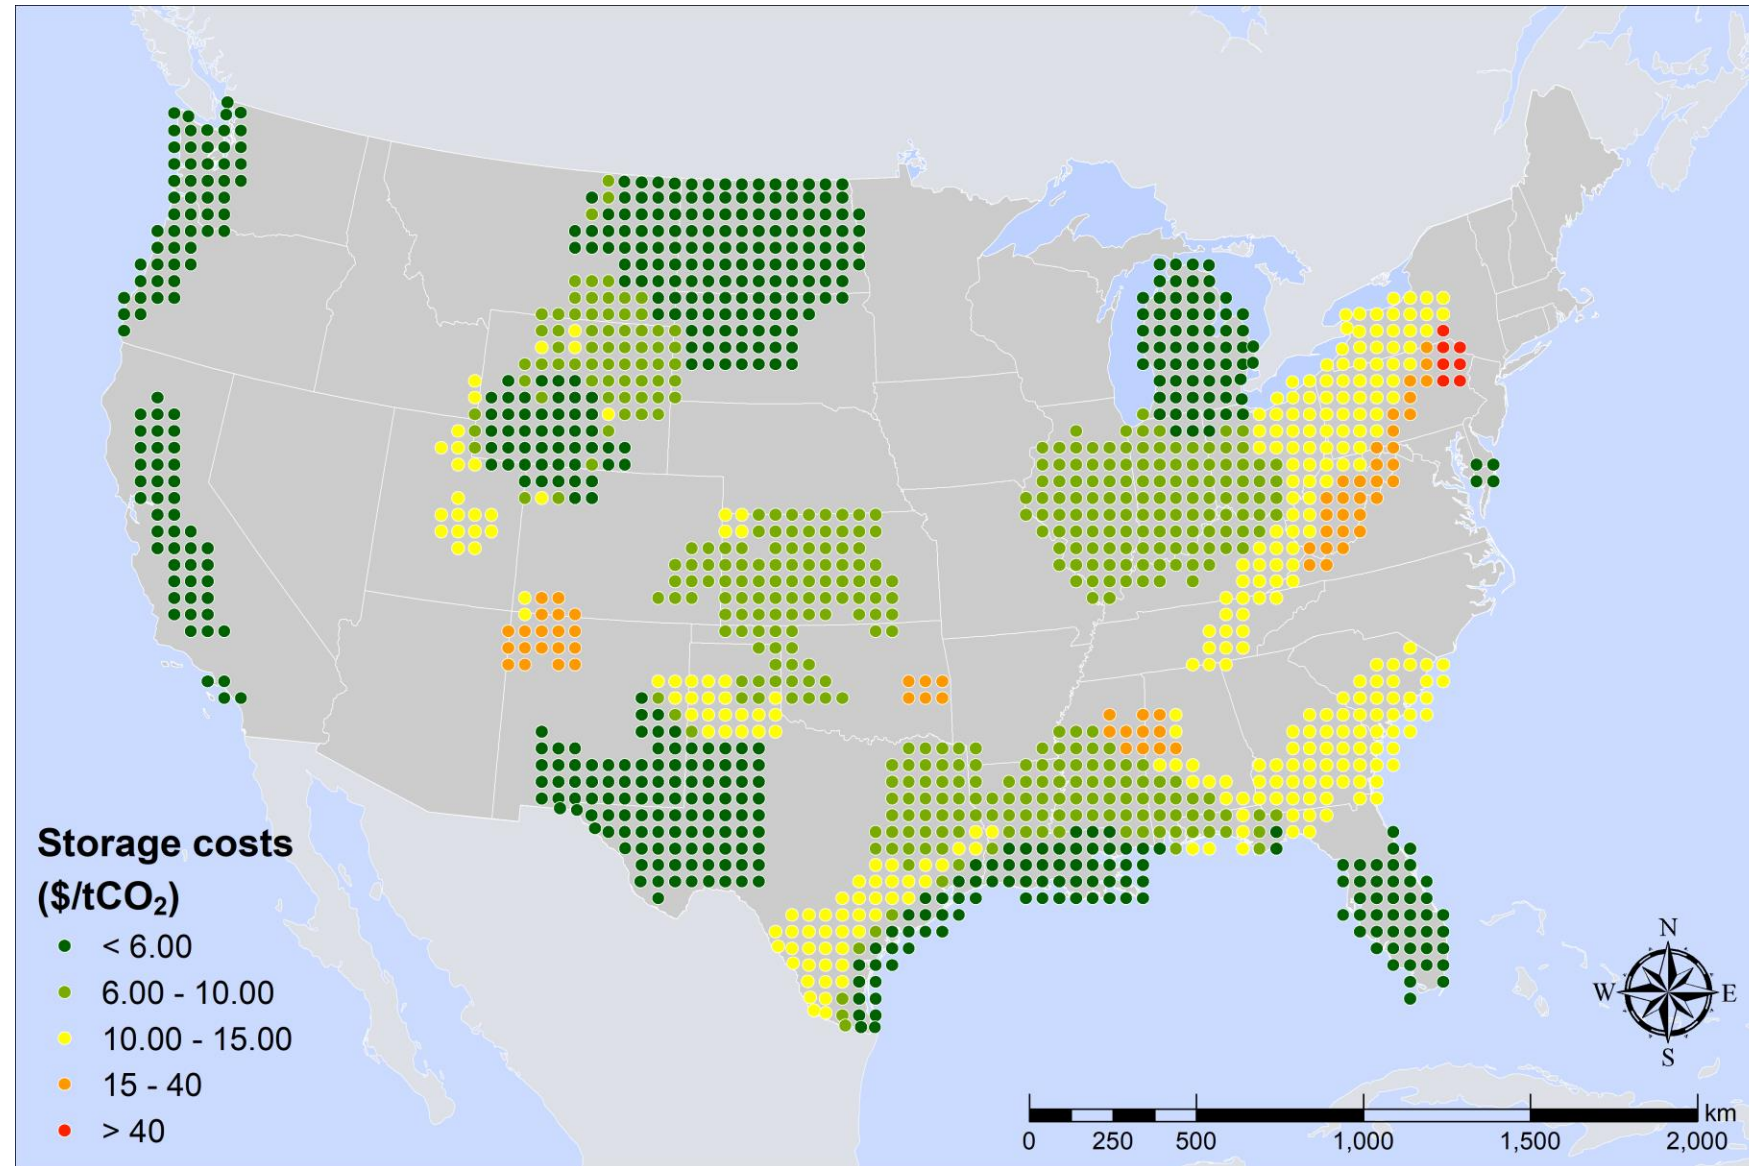 Storage costs
($/tCO₂)
< 6.00
6.00 - 10.00
10.00 - 15.00
15 - 40
> 40
N
W E
S
km
0 250 500 1,000 1,500 2,000